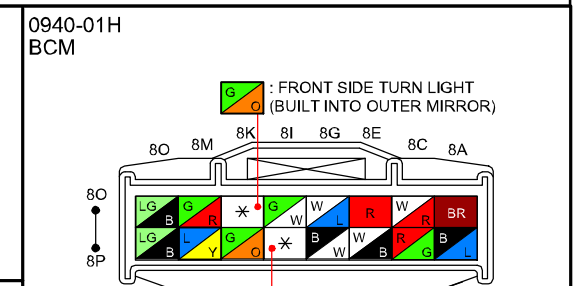 0940-01H
BCM
G O : FRONT SIDE TURN LIGHT
(BUILT INTO OUTER MIRROR)
8O 8M 8K 8I 8G 8E 8C 8A
8O
LG B G R * G W W L R W R BR
LG B L Y G O * B W W B R G B L
8P